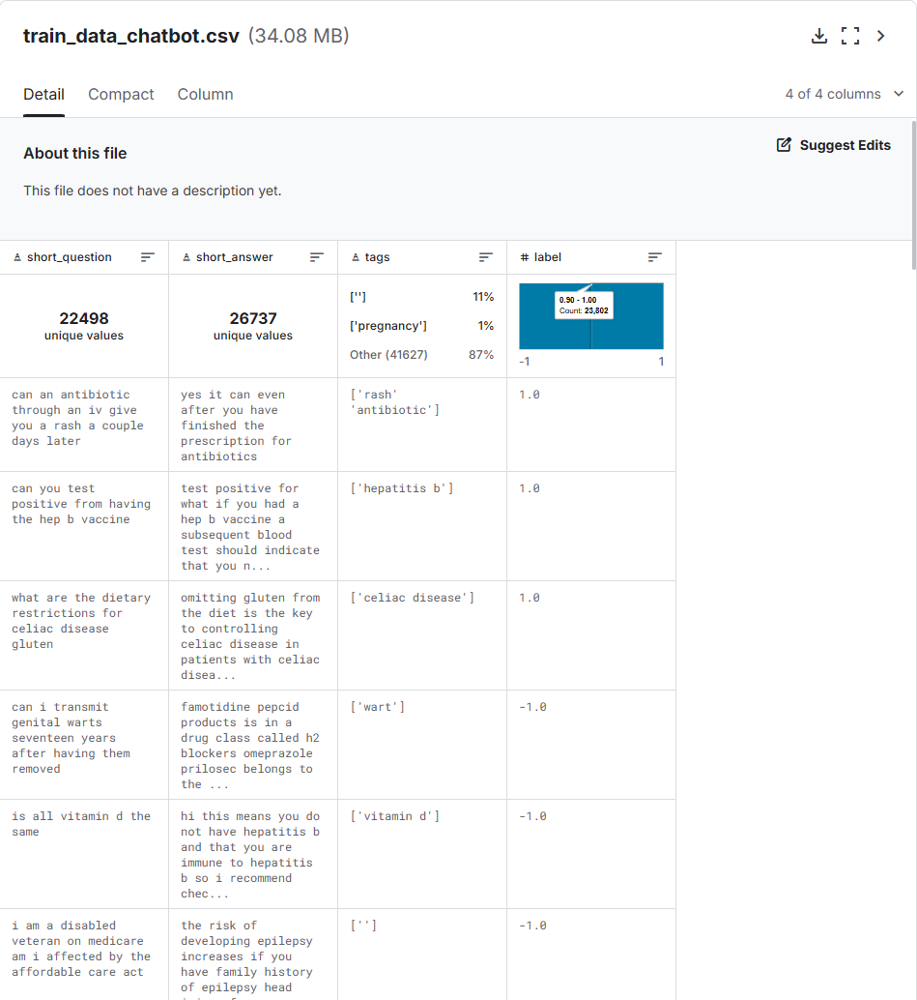 train_data_chatbot.csv (34.08 MB)
Detail Compact Column
4 of 4 columns
About this file
Suggest Edits
This file does not have a description yet.
short_question
short_answer
tags
# label
22498
unique values
26737
unique values
[''] 11%
['pregnancy'] 1%
Other (41627) 87%
0.90 - 1.00
Count: 23,802
-1 1
can an antibiotic
through an iv give
you a rash a couple
days later
yes it can even
after you have
finished the
prescription for
antibiotics
['rash'
'antibiotic']
1.0
can you test
positive from having
the hep b vaccine
test positive for
what if you had a
hep b vaccine a
subsequent blood
test should indicate
that you n...
['hepatitis b']
1.0
what are the dietary
restrictions for
celiac disease
gluten
omitting gluten from
the diet is the key
to controlling
celiac disease in
patients with celiac
disea...
['celiac disease']
1.0
can i transmit
genital warts
seventeen years
after having them
removed
famotidine pepcid
products is in a
drug class called h2
blockers omeprazole
prilosec belongs to
the ...
['wart']
-1.0
is all vitamin d the
same
hi this means you do
not have hepatitis b
and that you are
immune to hepatitis
b so i recommend
chec...
['vitamin d']
-1.0
i am a disabled
veteran on medicare
am i affected by the
affordable care act
the risk of
developing epilepsy
increases if you
have family history
of epilepsy head
['']
-1.0